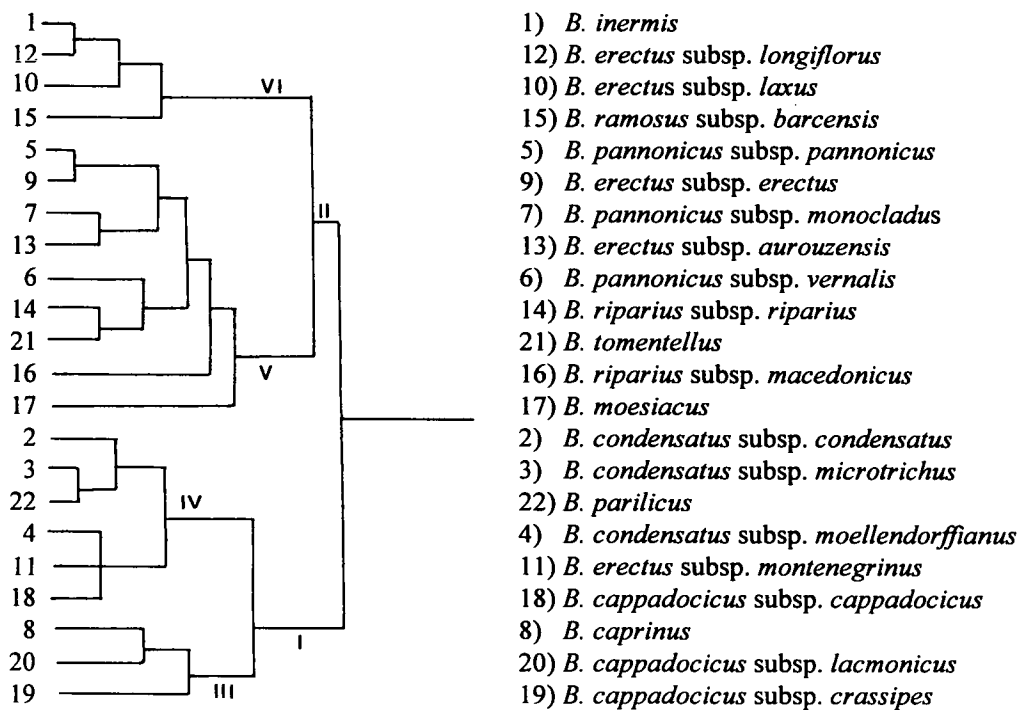 1 1) B. inermis
12 12) B. erectus subsp. longiflorus
10 10) B. erectus subsp. laxus
VI
15 15) B. ramosus subsp. barcensis
5 5) B. pannonicus subsp. pannonicus
9 9) B. erectus subsp. erectus
7 7) B. pannonicus subsp. monocladus
II
13 13) B. erectus subsp. aurouzensis
6 6) B. pannonicus subsp. vernalis
14 14) B. riparius subsp. riparius
21 21) B. tomentellus
16 16) B. riparius subsp. macedonicus
V
17 17) B. moesiacus
2 2) B. condensatus subsp. condensatus
3 3) B. condensatus subsp. microtrichus
22 22) B. parilicus
IV
4 4) B. condensatus subsp. moellendorffianus
11 11) B. erectus subsp. montenegrinus
18 18) B. cappadocicus subsp. cappadocicus
8 8) B. caprinus
I
20 20) B. cappadocicus subsp. lacmonicus
19 19) B. cappadocicus subsp. crassipes
III